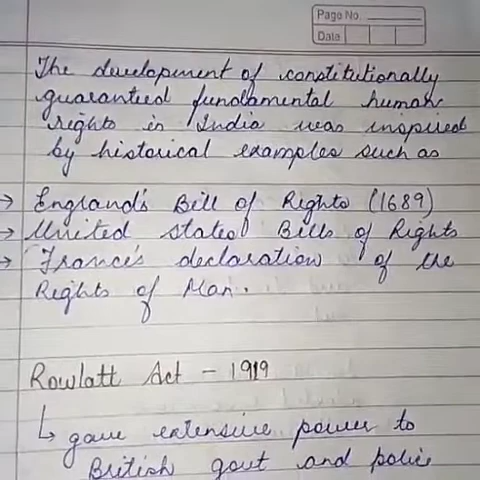 Page No.
Date
The development of constitutionally
guaranteed fundamental human
rights in India was inspired
by historical examples such as
→ England's Bill of Rights (1689)
→ United states Bills of Rights
→ France's declaration of the
Rights of Man.
Rowlatt Act - 1919
↳ gave extensive power to
British govt and police